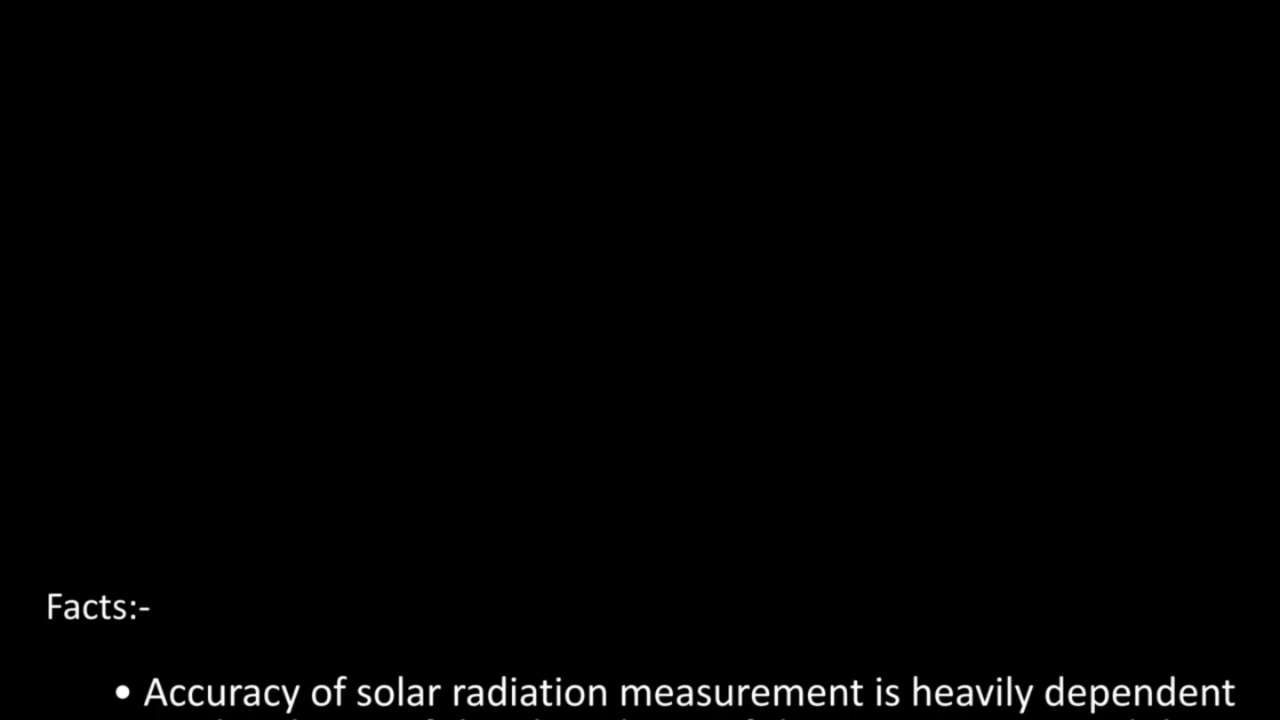 Facts:-
• Accuracy of solar radiation measurement is heavily dependent